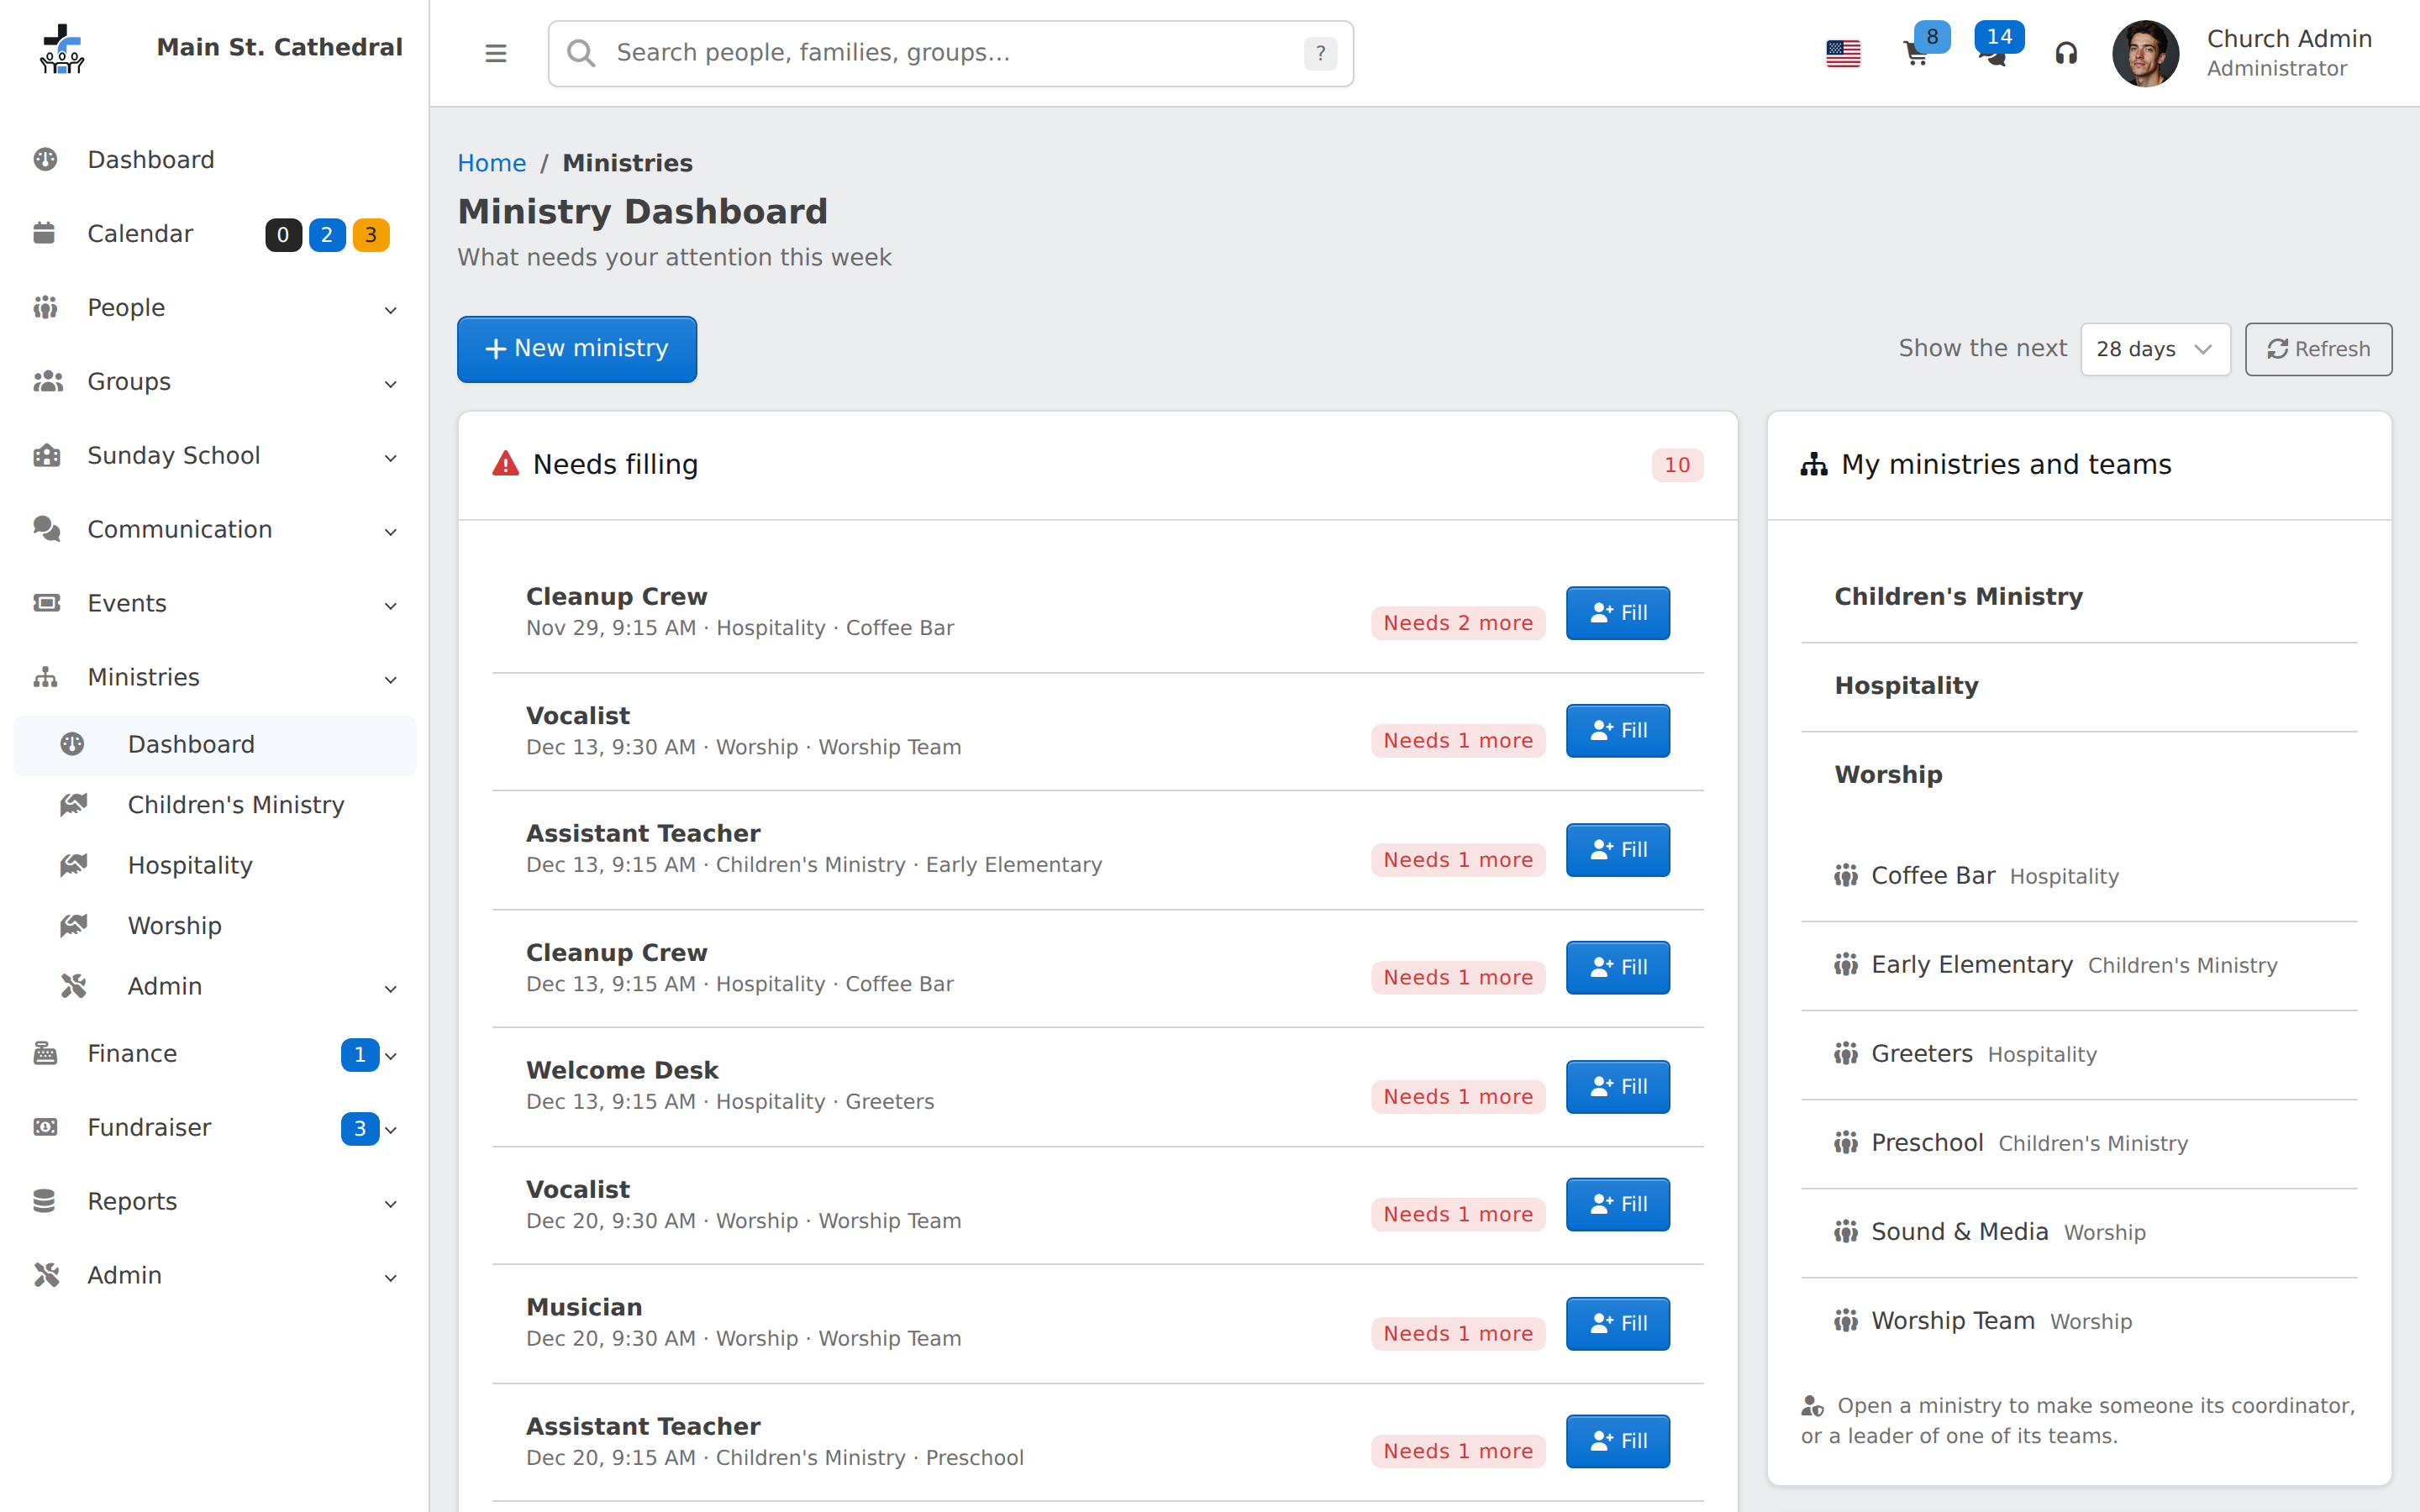 Main St. Cathedral
Search people, families, groups... ?
8
14
Church Admin
Administrator
Dashboard
Calendar 0 2 3
People
Groups
Sunday School
Communication
Events
Ministries
Dashboard
Children's Ministry
Hospitality
Worship
Admin
Finance 1
Fundraiser 3
Reports
Admin
Home / Ministries
Ministry Dashboard
What needs your attention this week
New ministry
Show the next 28 days Refresh
Needs filling 10
Cleanup Crew
Nov 29, 9:15 AM · Hospitality · Coffee Bar
Needs 2 more Fill
Vocalist
Dec 13, 9:30 AM · Worship · Worship Team
Needs 1 more Fill
Assistant Teacher
Dec 13, 9:15 AM · Children's Ministry · Early Elementary
Needs 1 more Fill
Cleanup Crew
Dec 13, 9:15 AM · Hospitality · Coffee Bar
Needs 1 more Fill
Welcome Desk
Dec 13, 9:15 AM · Hospitality · Greeters
Needs 1 more Fill
Vocalist
Dec 20, 9:30 AM · Worship · Worship Team
Needs 1 more Fill
Musician
Dec 20, 9:30 AM · Worship · Worship Team
Needs 1 more Fill
Assistant Teacher
Dec 20, 9:15 AM · Children's Ministry · Preschool
Needs 1 more Fill
My ministries and teams
Children's Ministry
Hospitality
Worship
Coffee Bar Hospitality
Early Elementary Children's Ministry
Greeters Hospitality
Preschool Children's Ministry
Sound & Media Worship
Worship Team Worship
Open a ministry to make someone its coordinator,
or a leader of one of its teams.